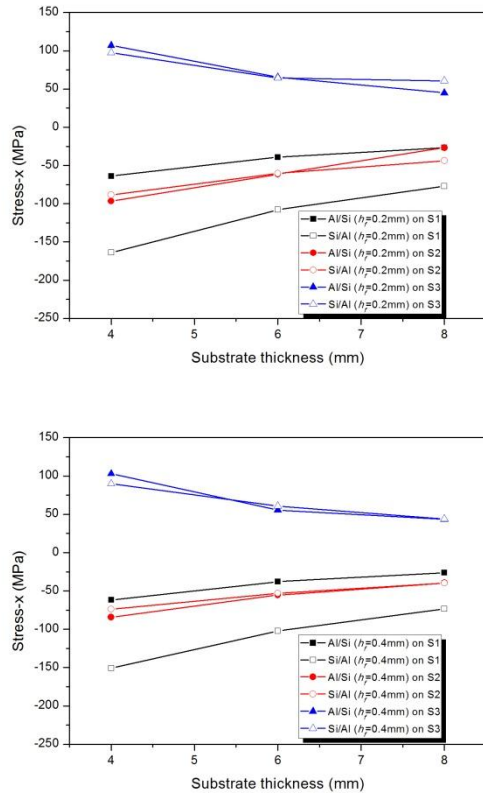 150
100
50
0
-50
-100
-150
-200
-250
Stress-x (MPa)
Al/Si (hf=0.2mm) on S1
Si/Al (hf=0.2mm) on S1
Al/Si (hf=0.2mm) on S2
Si/Al (hf=0.2mm) on S2
Al/Si (hf=0.2mm) on S3
Si/Al (hf=0.2mm) on S3
4 5 6 7 8
Substrate thickness (mm)
150
100
50
0
-50
-100
-150
-200
-250
Stress-x (MPa)
Al/Si (hf=0.4mm) on S1
Si/Al (hf=0.4mm) on S1
Al/Si (hf=0.4mm) on S2
Si/Al (hf=0.4mm) on S2
Al/Si (hf=0.4mm) on S3
Si/Al (hf=0.4mm) on S3
4 5 6 7 8
Substrate thickness (mm)